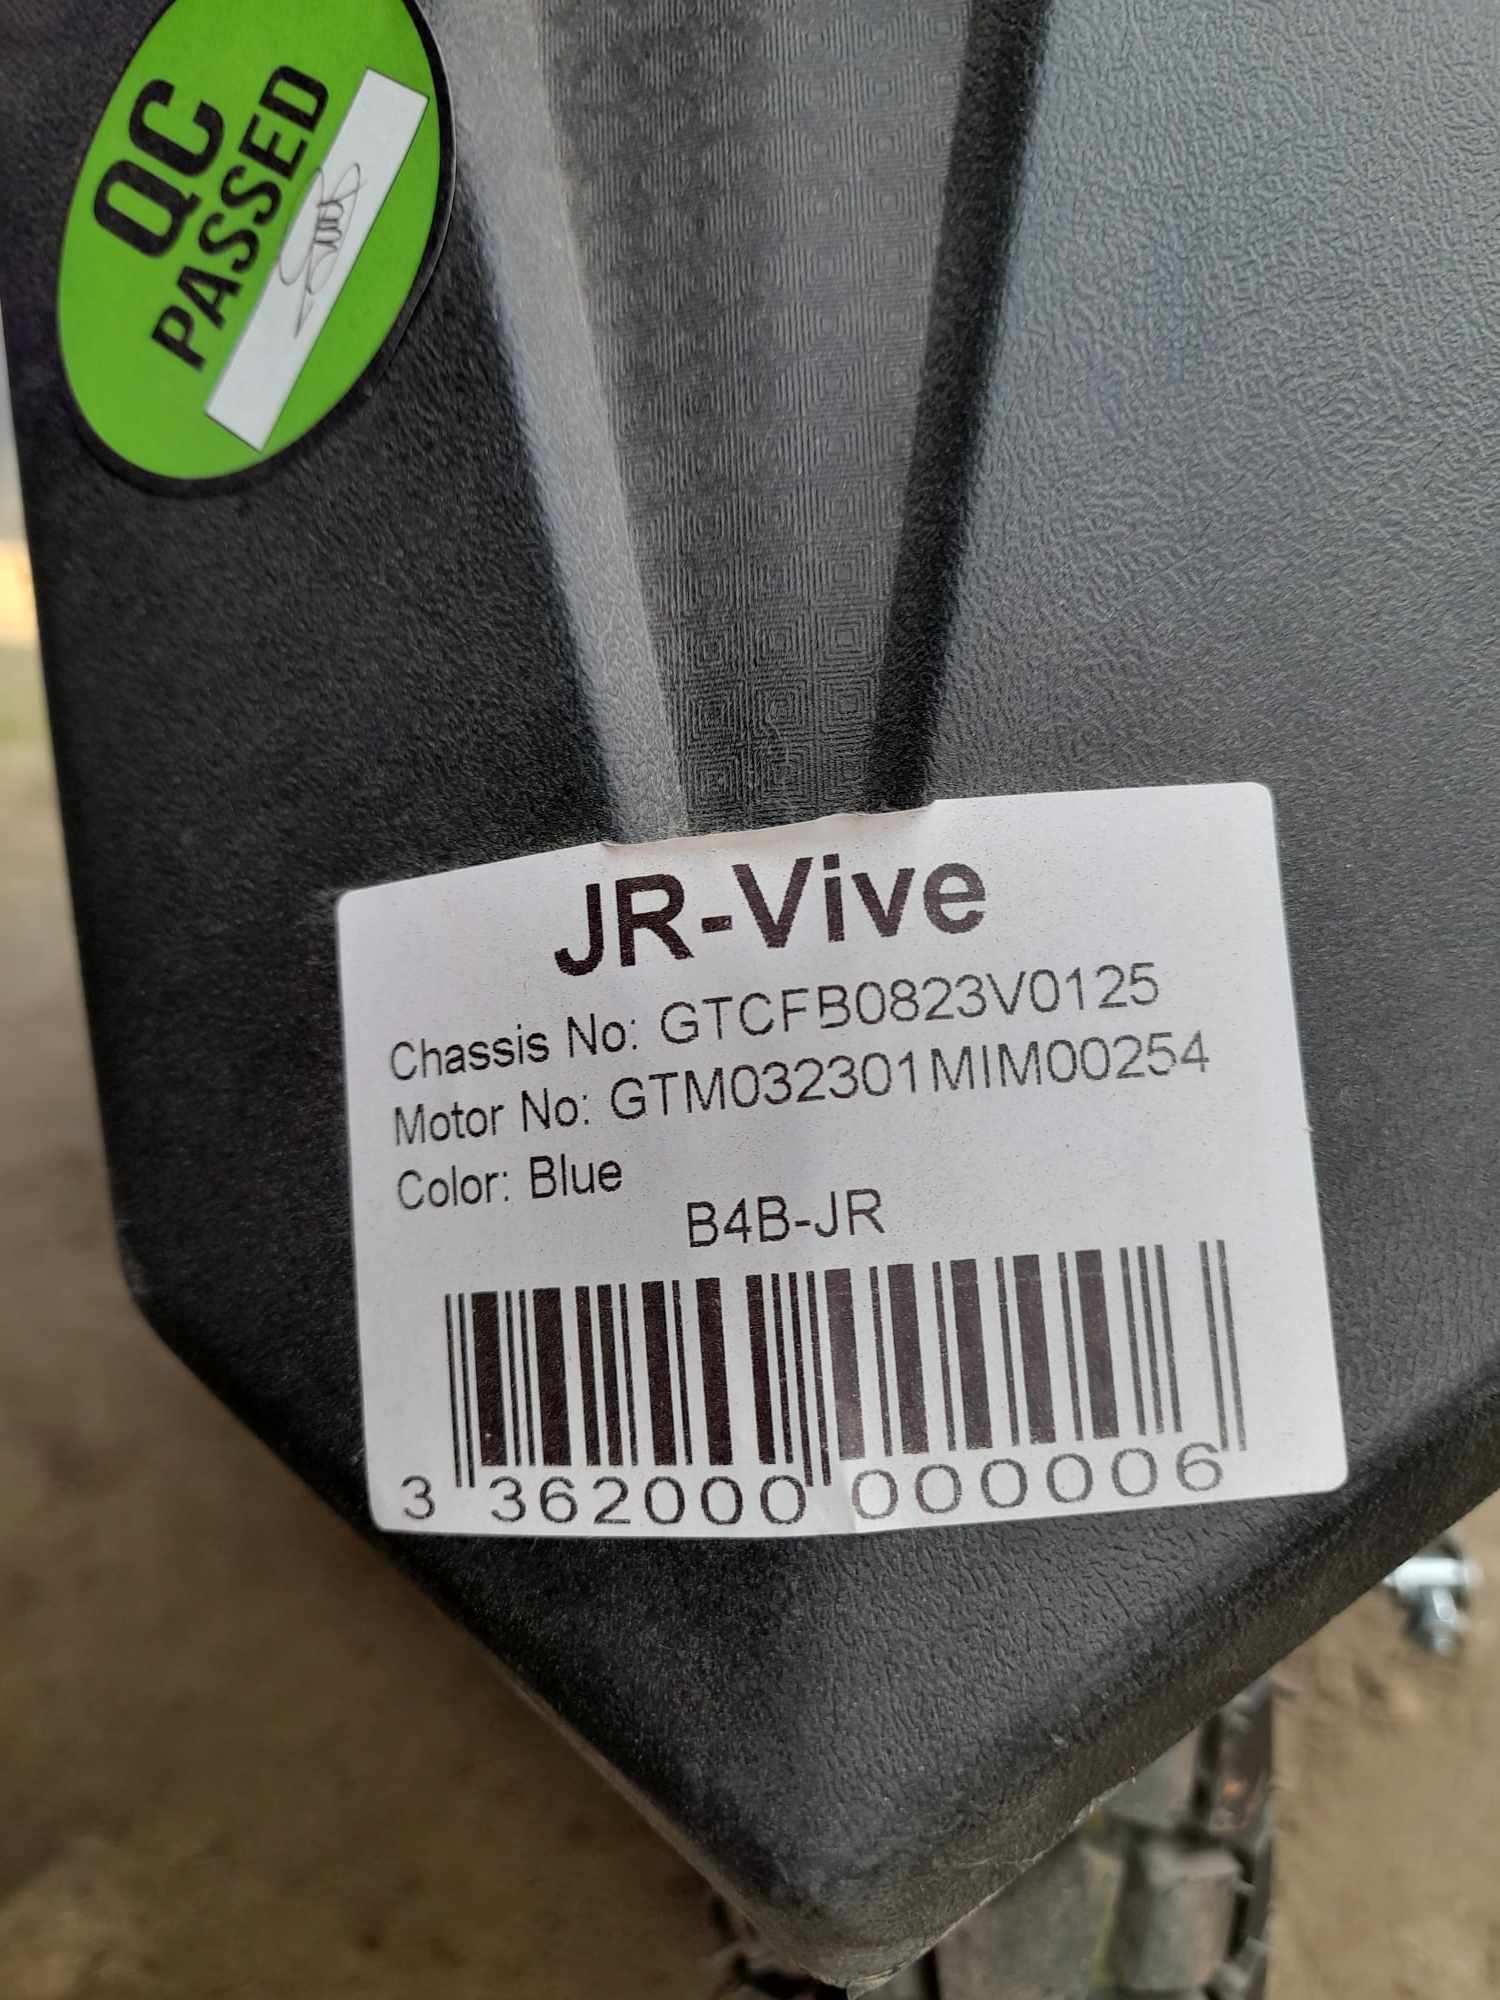 QC
PASSED
JR-Vive
Chassis No: GTCFB0823V0125
Motor No: GTM032301MIM00254
Color: Blue
B4B-JR
3 362000 000006